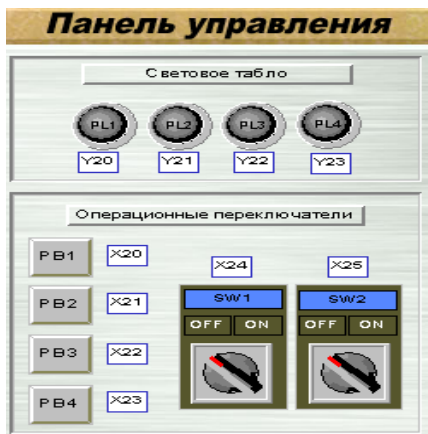 Панель управления
Световое табло
PL1 PL2 PL3 PL4
Y20 Y21 Y22 Y23
Операционные переключатели
PB1 X20
X24 X25
PB2 X21
SW1 SW2
OFF ON OFF ON
PB3 X22
PB4 X23